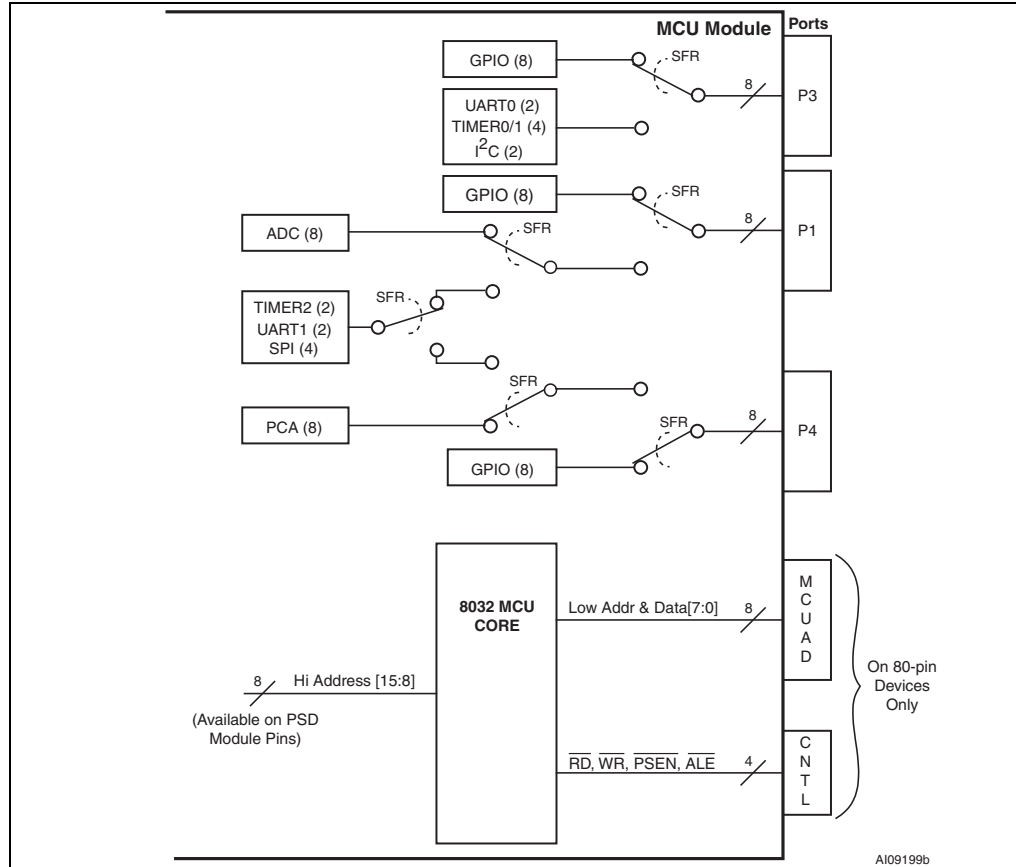 MCU Module
Ports
GPIO (8)
SFR
8
P3
UART0 (2)
TIMER0/1 (4)
I2C (2)
GPIO (8)
SFR
8
P1
ADC (8)
SFR
TIMER2 (2)
UART1 (2)
SPI (4)
SFR
PCA (8)
SFR
GPIO (8)
SFR
8
P4
8032 MCU
CORE
Low Addr & Data[7:0]
8
MCUAD
8
Hi Address [15:8]
(Available on PSD
Module Pins)
RD, WR, PSEN, ALE
4
CNTL
On 80-pin
Devices
Only
AI09199b